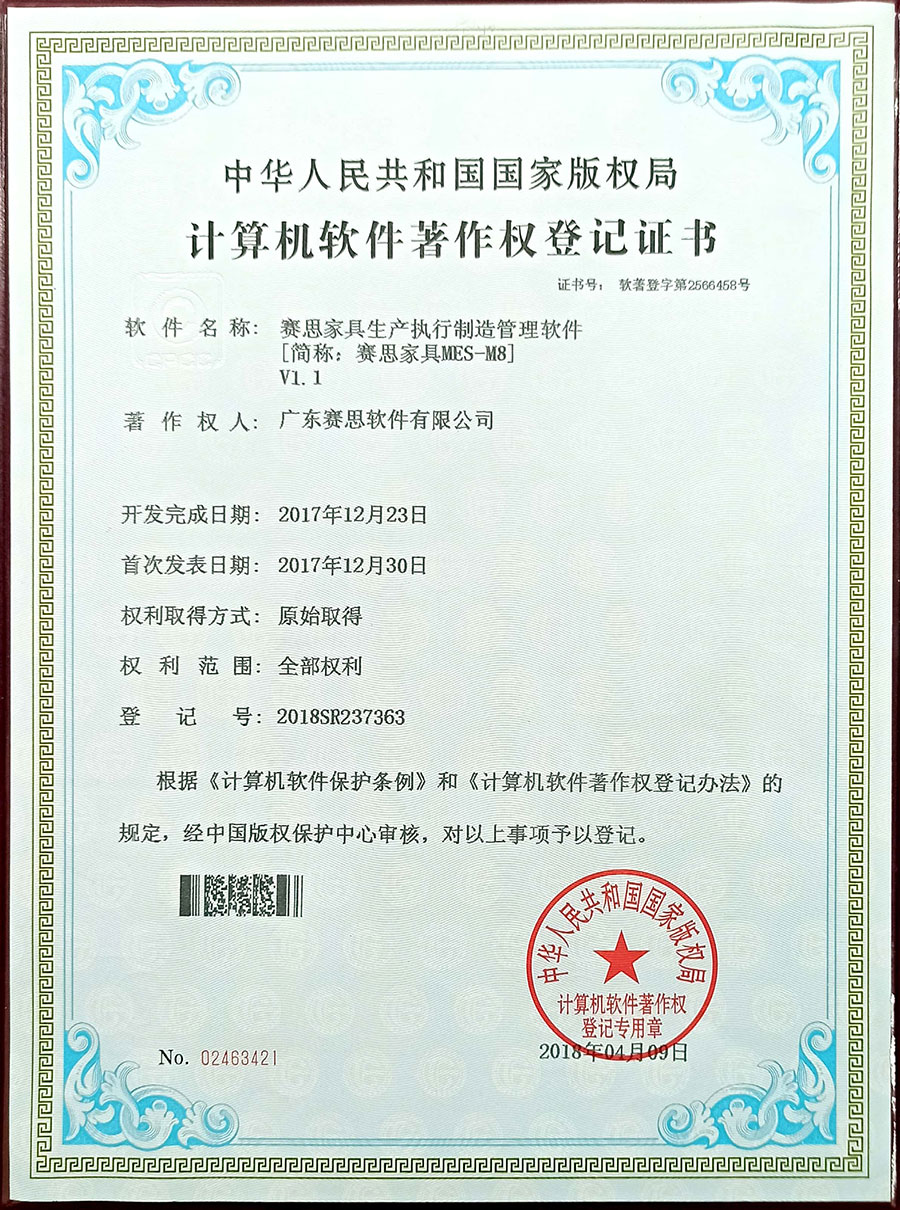 中华人民共和国国家版权局
计算机软件著作权登记证书
证书号： 软著登字第2566458号
软件名称： 赛思家具生产执行制造管理软件
[简称：赛思家具MES-M8]
V1.1
著作权人： 广东赛思软件有限公司
开发完成日期： 2017年12月23日
首次发表日期： 2017年12月30日
权利取得方式： 原始取得
权利范围： 全部权利
登记号： 2018SR237363
根据《计算机软件保护条例》和《计算机软件著作权登记办法》的
规定，经中国版权保护中心审核，对以上事项予以登记。
中华人民共和国国家版权局
计算机软件著作权
登记专用章
No. 02463421
2018年04月09日